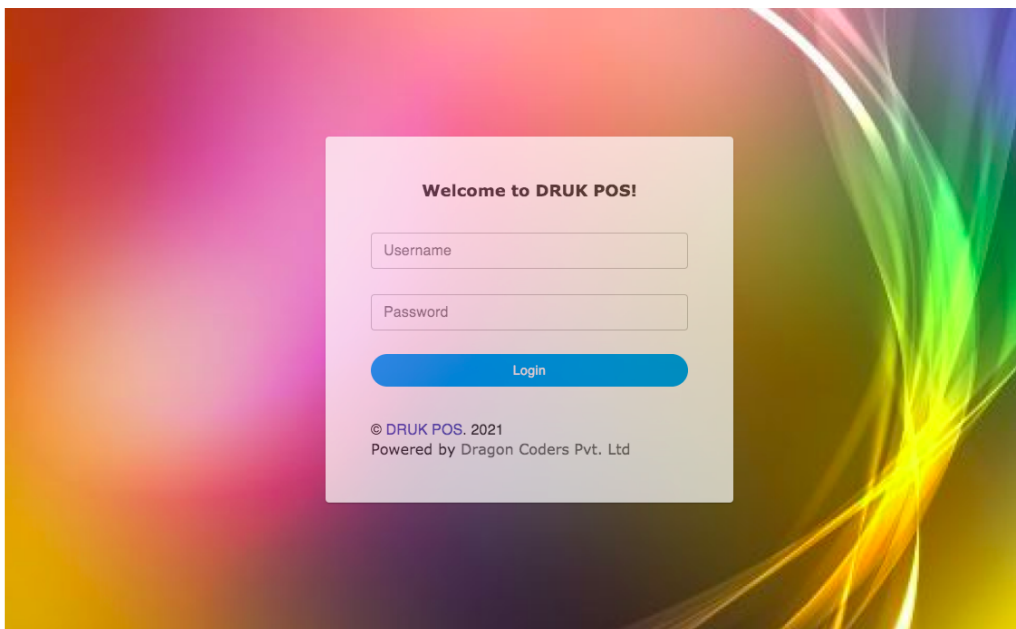 Welcome to DRUK POS!
Username
Password
Login
© DRUK POS. 2021
Powered by Dragon Coders Pvt. Ltd